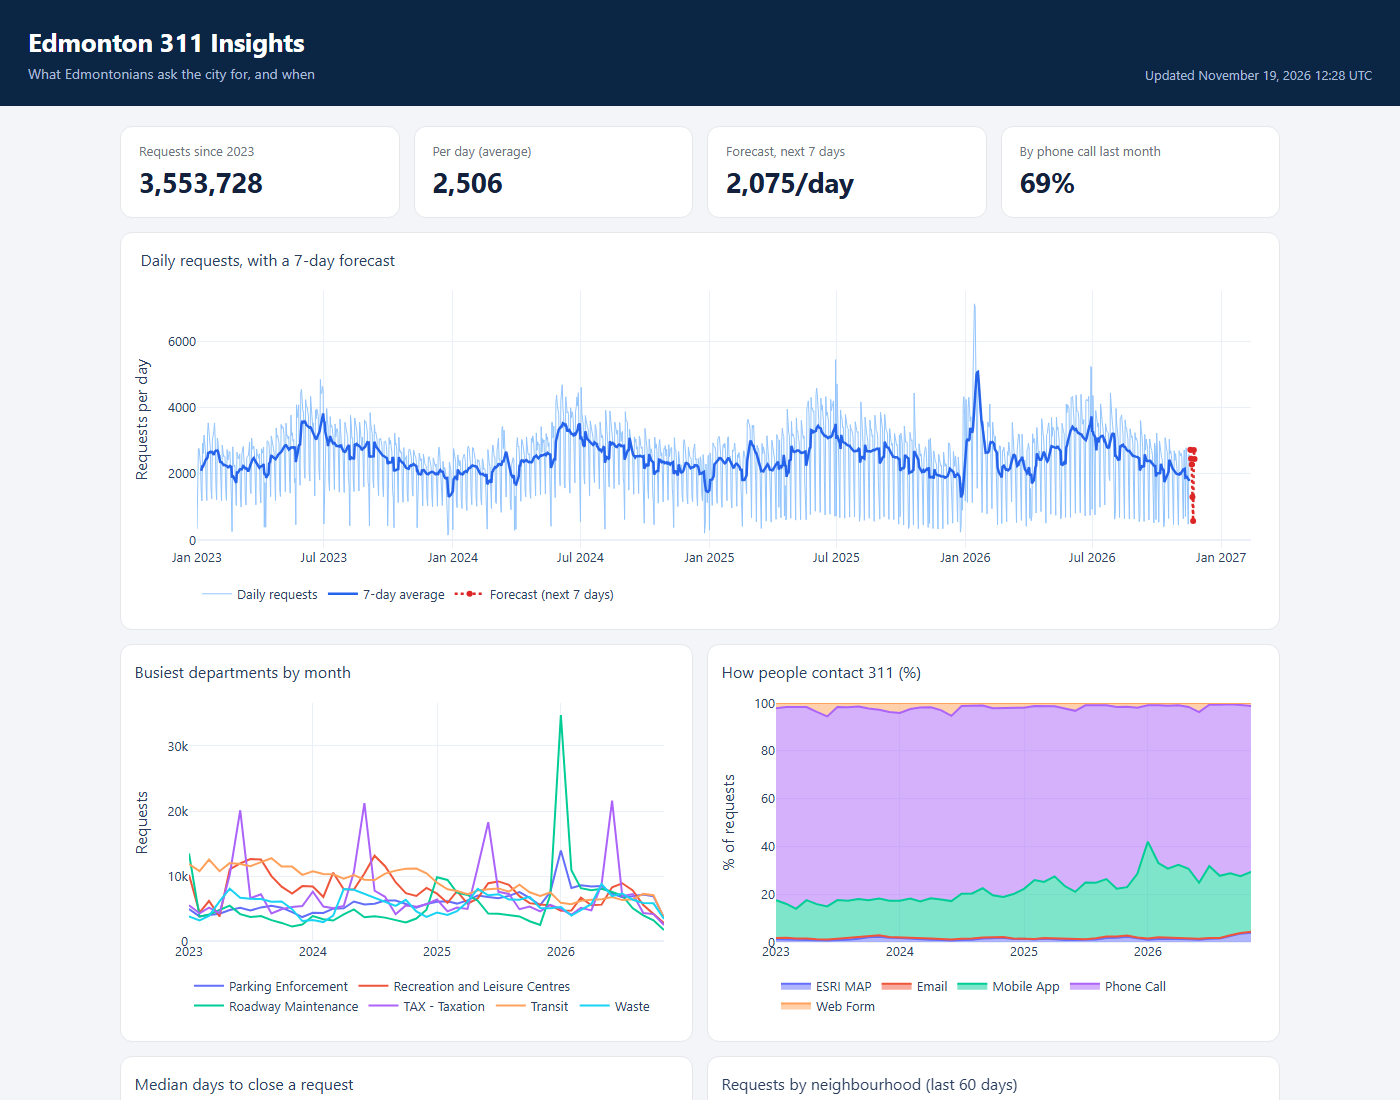 Edmonton 311 Insights
What Edmontonians ask the city for, and when
Updated November 19, 2026 12:28 UTC
Requests since 2023
3,553,728
Per day (average)
2,506
Forecast, next 7 days
2,075/day
By phone call last month
69%
Daily requests, with a 7-day forecast
Requests per day
6000
4000
2000
0
Jan 2023 Jul 2023 Jan 2024 Jul 2024 Jan 2025 Jul 2025 Jan 2026 Jul 2026 Jan 2027
Daily requests 7-day average Forecast (next 7 days)
Busiest departments by month
Requests
30k
20k
10k
0
2023 2024 2025 2026
Parking Enforcement Recreation and Leisure Centres
Roadway Maintenance TAX - Taxation Transit Waste
How people contact 311 (%)
% of requests
100
80
60
40
20
0
2023 2024 2025 2026
ESRI MAP Email Mobile App Phone Call
Web Form
Median days to close a request
Requests by neighbourhood (last 60 days)